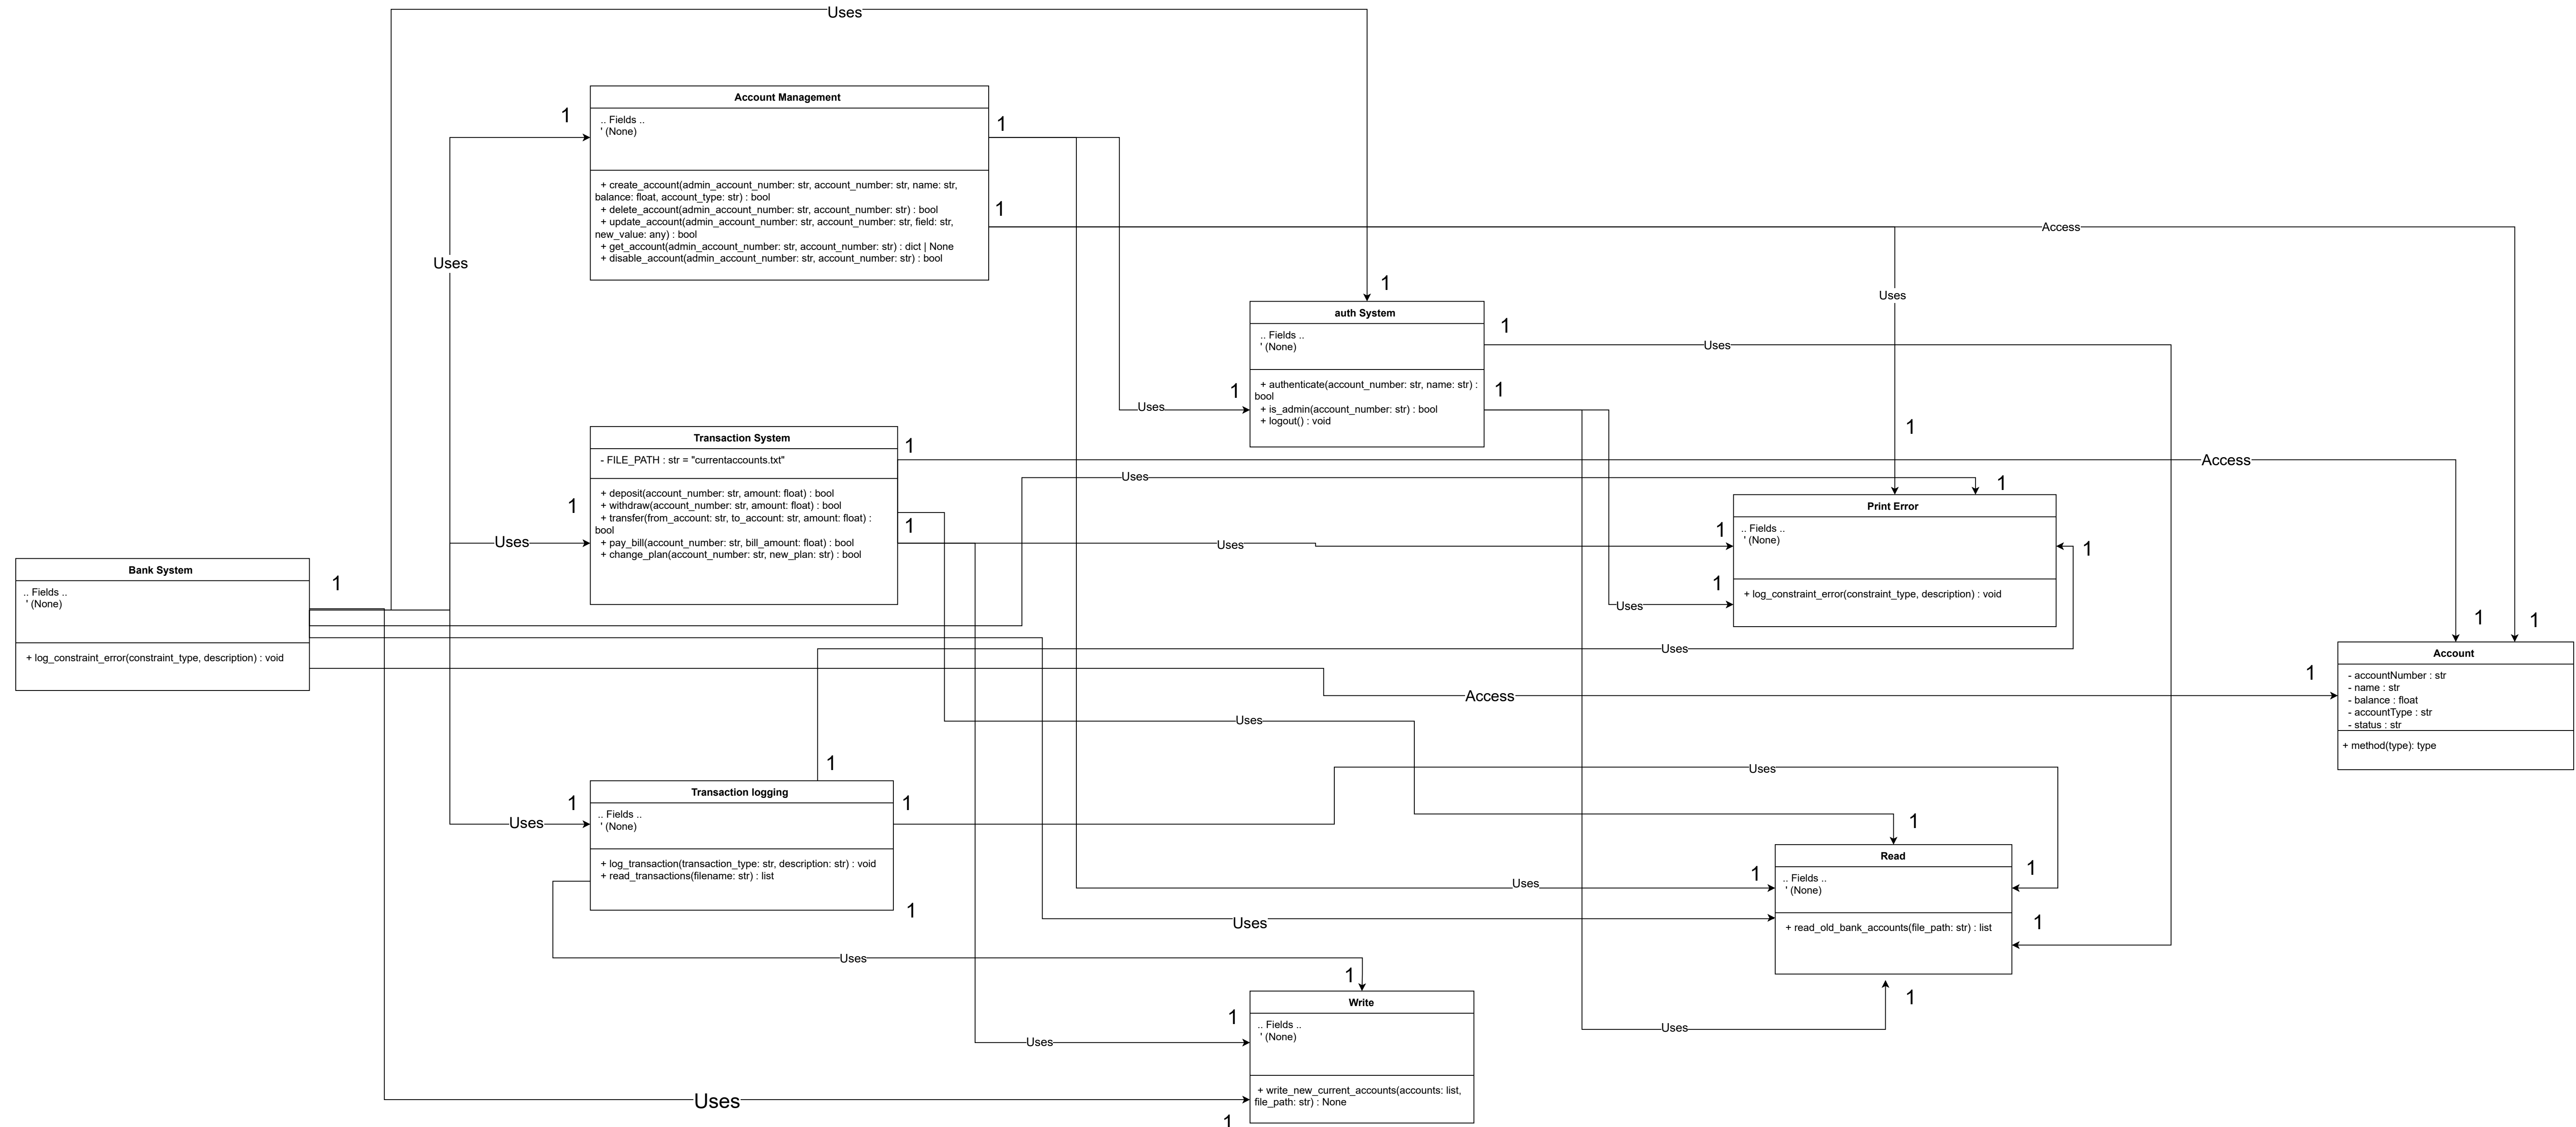 Uses
Account Management
.. Fields ..
' (None)
+ create_account(admin_account_number: str, account_number: str, name: str,
balance: float, account_type: str) : bool
+ delete_account(admin_account_number: str, account_number: str) : bool
+ update_account(admin_account_number: str, account_number: str, field: str,
new_value: any) : bool
+ get_account(admin_account_number: str, account_number: str) : dict | None
+ disable_account(admin_account_number: str, account_number: str) : bool
1
1
1
Uses
Access
Uses
1
auth System
.. Fields ..
' (None)
+ authenticate(account_number: str, name: str) :
bool
+ is_admin(account_number: str) : bool
+ logout() : void
1
1
1
Uses
Uses
1
Transaction System
- FILE_PATH : str = "currentaccounts.txt"
+ deposit(account_number: str, amount: float) : bool
+ withdraw(account_number: str, amount: float) : bool
+ transfer(from_account: str, to_account: str, amount: float) :
bool
+ pay_bill(account_number: str, bill_amount: float) : bool
+ change_plan(account_number: str, new_plan: str) : bool
1
1
1
Uses
Access
Uses
1
Print Error
.. Fields ..
' (None)
+ log_constraint_error(constraint_type, description) : void
1
1
1
Uses
Uses
Bank System
.. Fields ..
' (None)
+ log_constraint_error(constraint_type, description) : void
1
Uses
Access
1
1
1
Account
- accountNumber : str
- name : str
- balance : float
- accountType : str
- status : str
+ method(type): type
Uses
Uses
1
Transaction logging
.. Fields ..
' (None)
+ log_transaction(transaction_type: str, description: str) : void
+ read_transactions(filename: str) : list
1
1
1
Uses
1
Read
.. Fields ..
' (None)
+ read_old_bank_accounts(file_path: str) : list
1
1
1
1
Uses
Uses
Uses
Uses
1
Write
.. Fields ..
' (None)
+ write_new_current_accounts(accounts: list,
file_path: str) : None
1
Uses
Uses
1